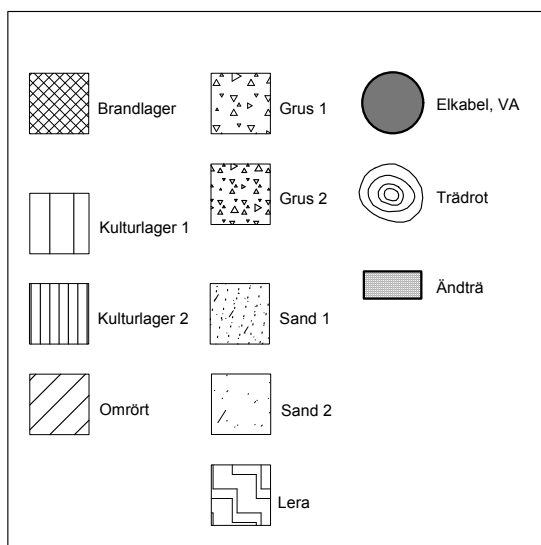 Brandlager
Kulturlager 1
Kulturlager 2
Omrört
Grus 1
Grus 2
Sand 1
Sand 2
Lera
Elkabel, VA
Trädrot
Ändträ